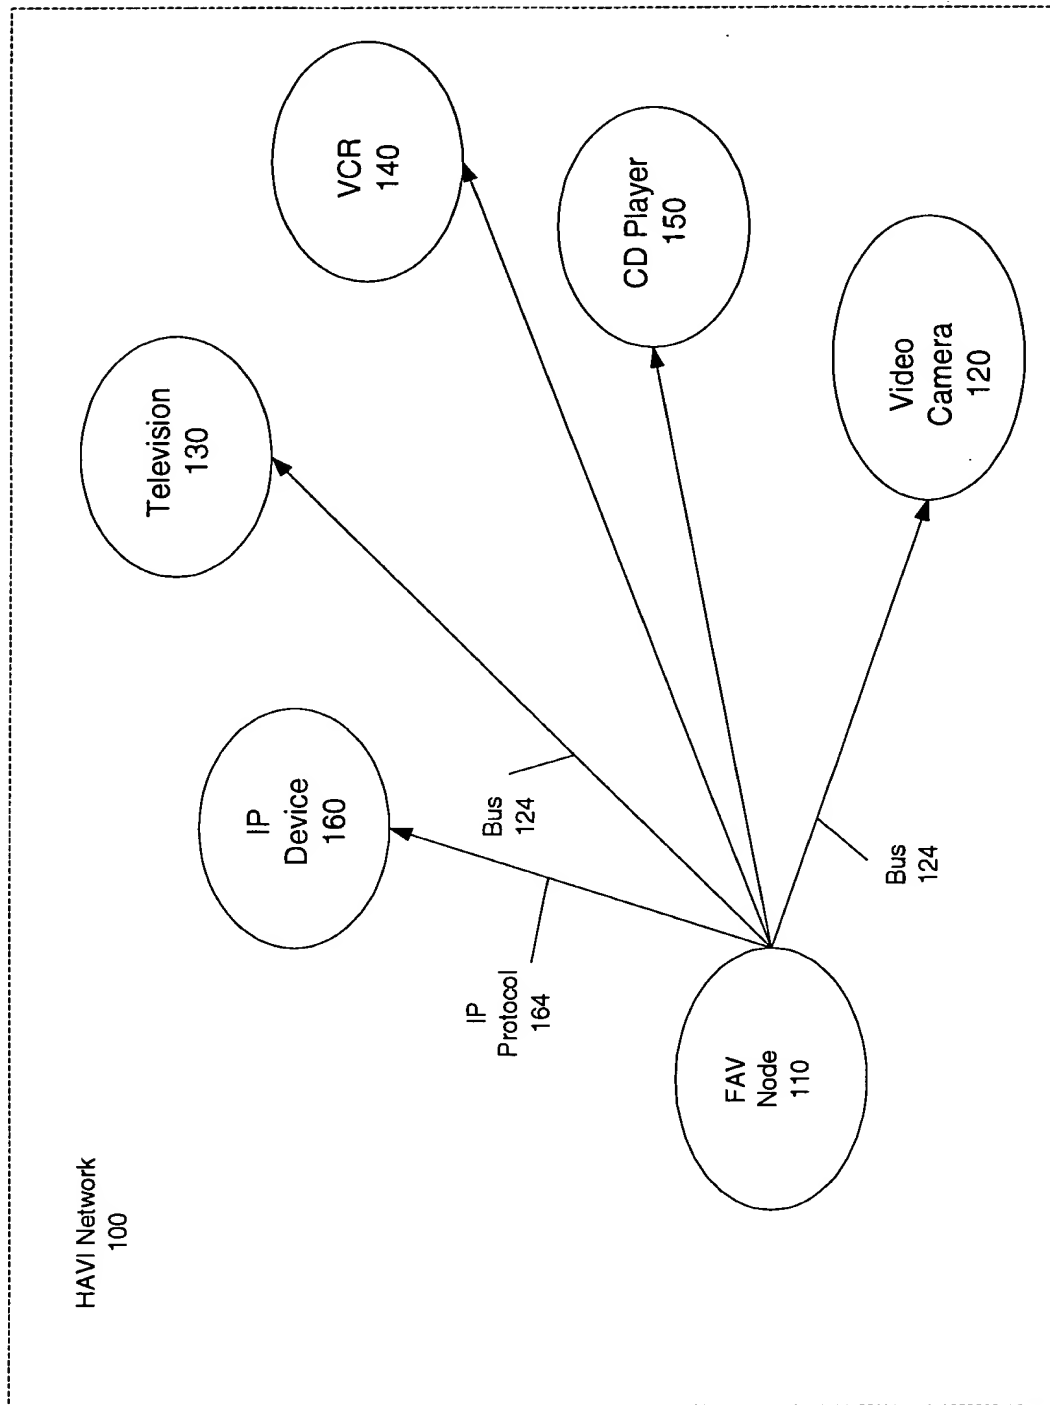 HAVI Network
100
IP
Device
160
Television
130
VCR
140
IP
Protocol
164
Bus
124
CD Player
150
FAV
Node
110
Bus
124
Video
Camera
120